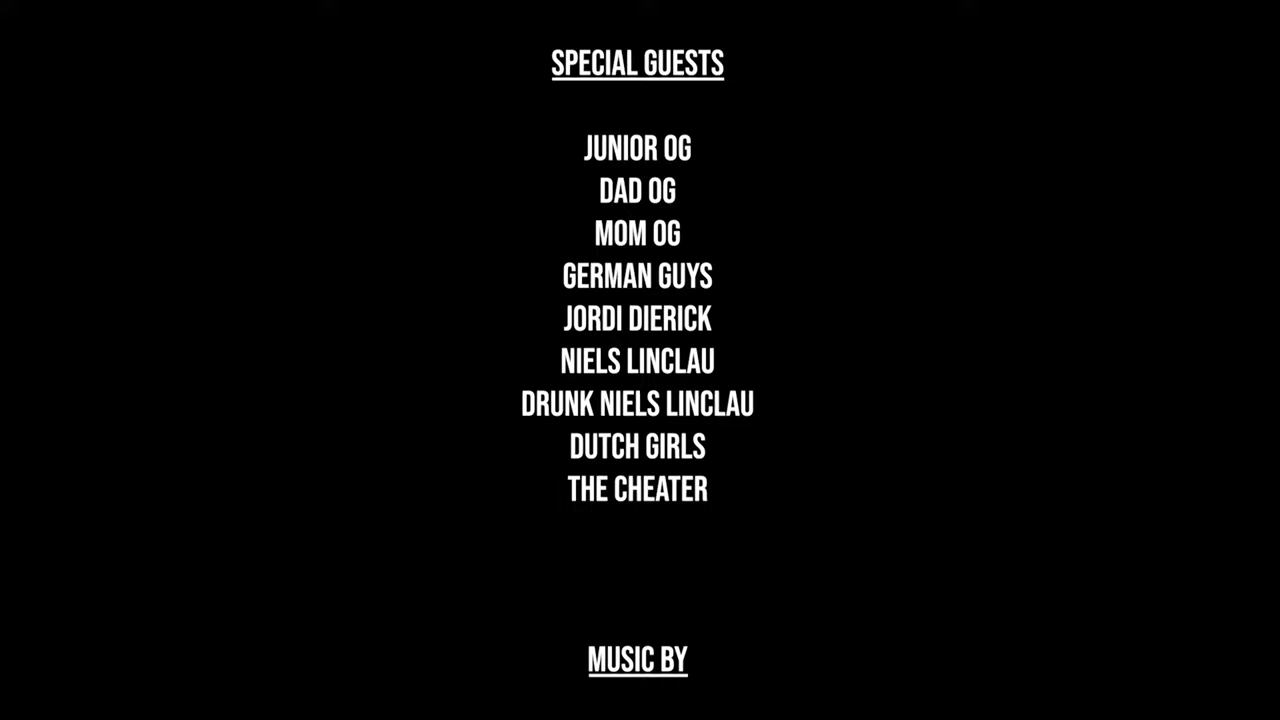 SPECIAL GUESTS
JUNIOR OG
DAD OG
MOM OG
GERMAN GUYS
JORDI DIERICK
NIELS LINCLAU
DRUNK NIELS LINCLAU
DUTCH GIRLS
THE CHEATER
MUSIC BY